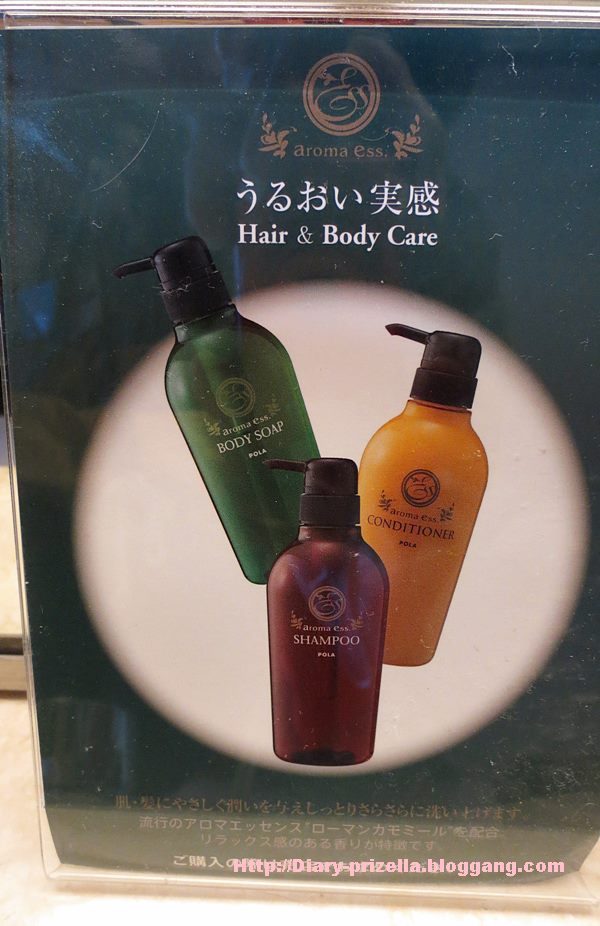 aroma ess.
うるおい実感
Hair & Body Care
aroma ess.
BODY SOAP
POLA
aroma ess.
CONDITIONER
POLA
aroma ess.
SHAMPOO
POLA
肌・髪にやさしく潤いを与えしっとりさらさらに洗い上げます
流行のアロマエッセンス"ローマンカモミール"を配合
リラックス感のある香りが特徴です。
ご購入の
Http://Diary-prizella.bloggang.com